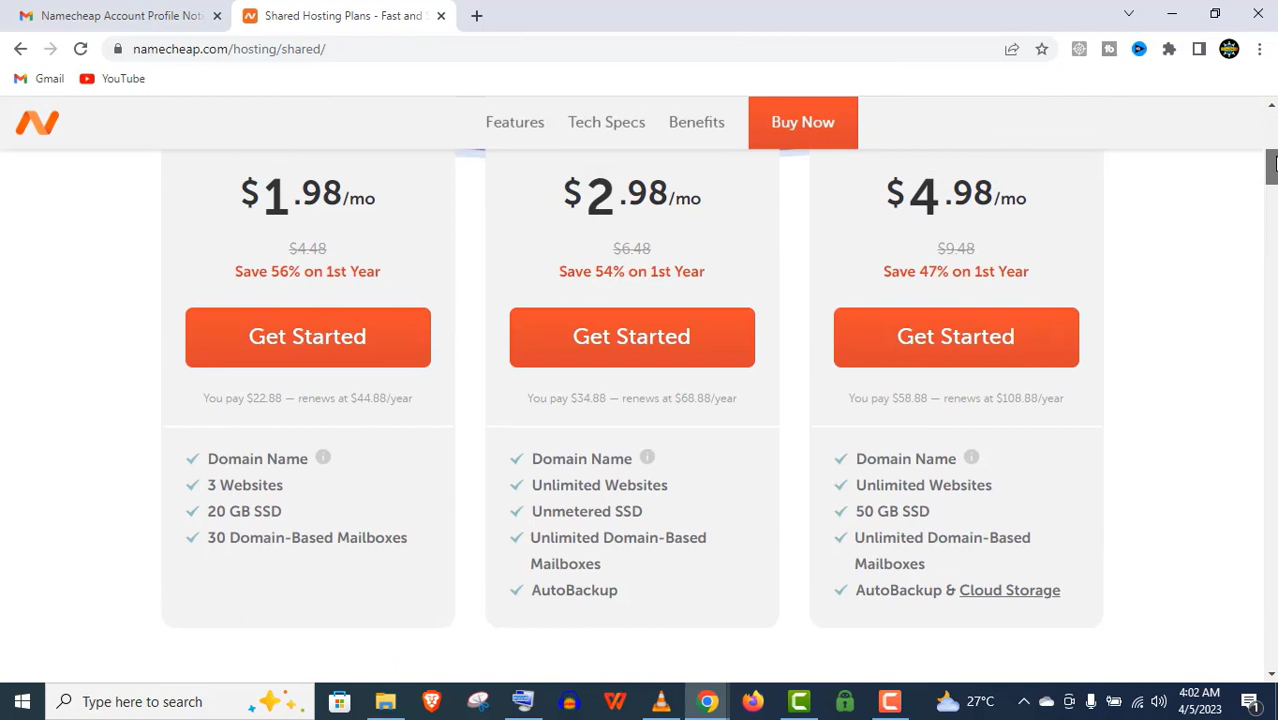 Namecheap Account Profile Not
Shared Hosting Plans - Fast and S
namecheap.com/hosting/shared/
Gmail
YouTube
Features
Tech Specs
Benefits
Buy Now
$1.98/mo
$4.48
Save 56% on 1st Year
Get Started
You pay $22.88 — renews at $44.88/year
Domain Name
3 Websites
20 GB SSD
30 Domain-Based Mailboxes
$2.98/mo
$6.48
Save 54% on 1st Year
Get Started
You pay $34.88 — renews at $68.88/year
Domain Name
Unlimited Websites
Unmetered SSD
Unlimited Domain-Based
Mailboxes
AutoBackup
$4.98/mo
$9.48
Save 47% on 1st Year
Get Started
You pay $58.88 — renews at $108.88/year
Domain Name
Unlimited Websites
50 GB SSD
Unlimited Domain-Based
Mailboxes
AutoBackup & Cloud Storage
Type here to search
27°C
4:02 AM
4/5/2023